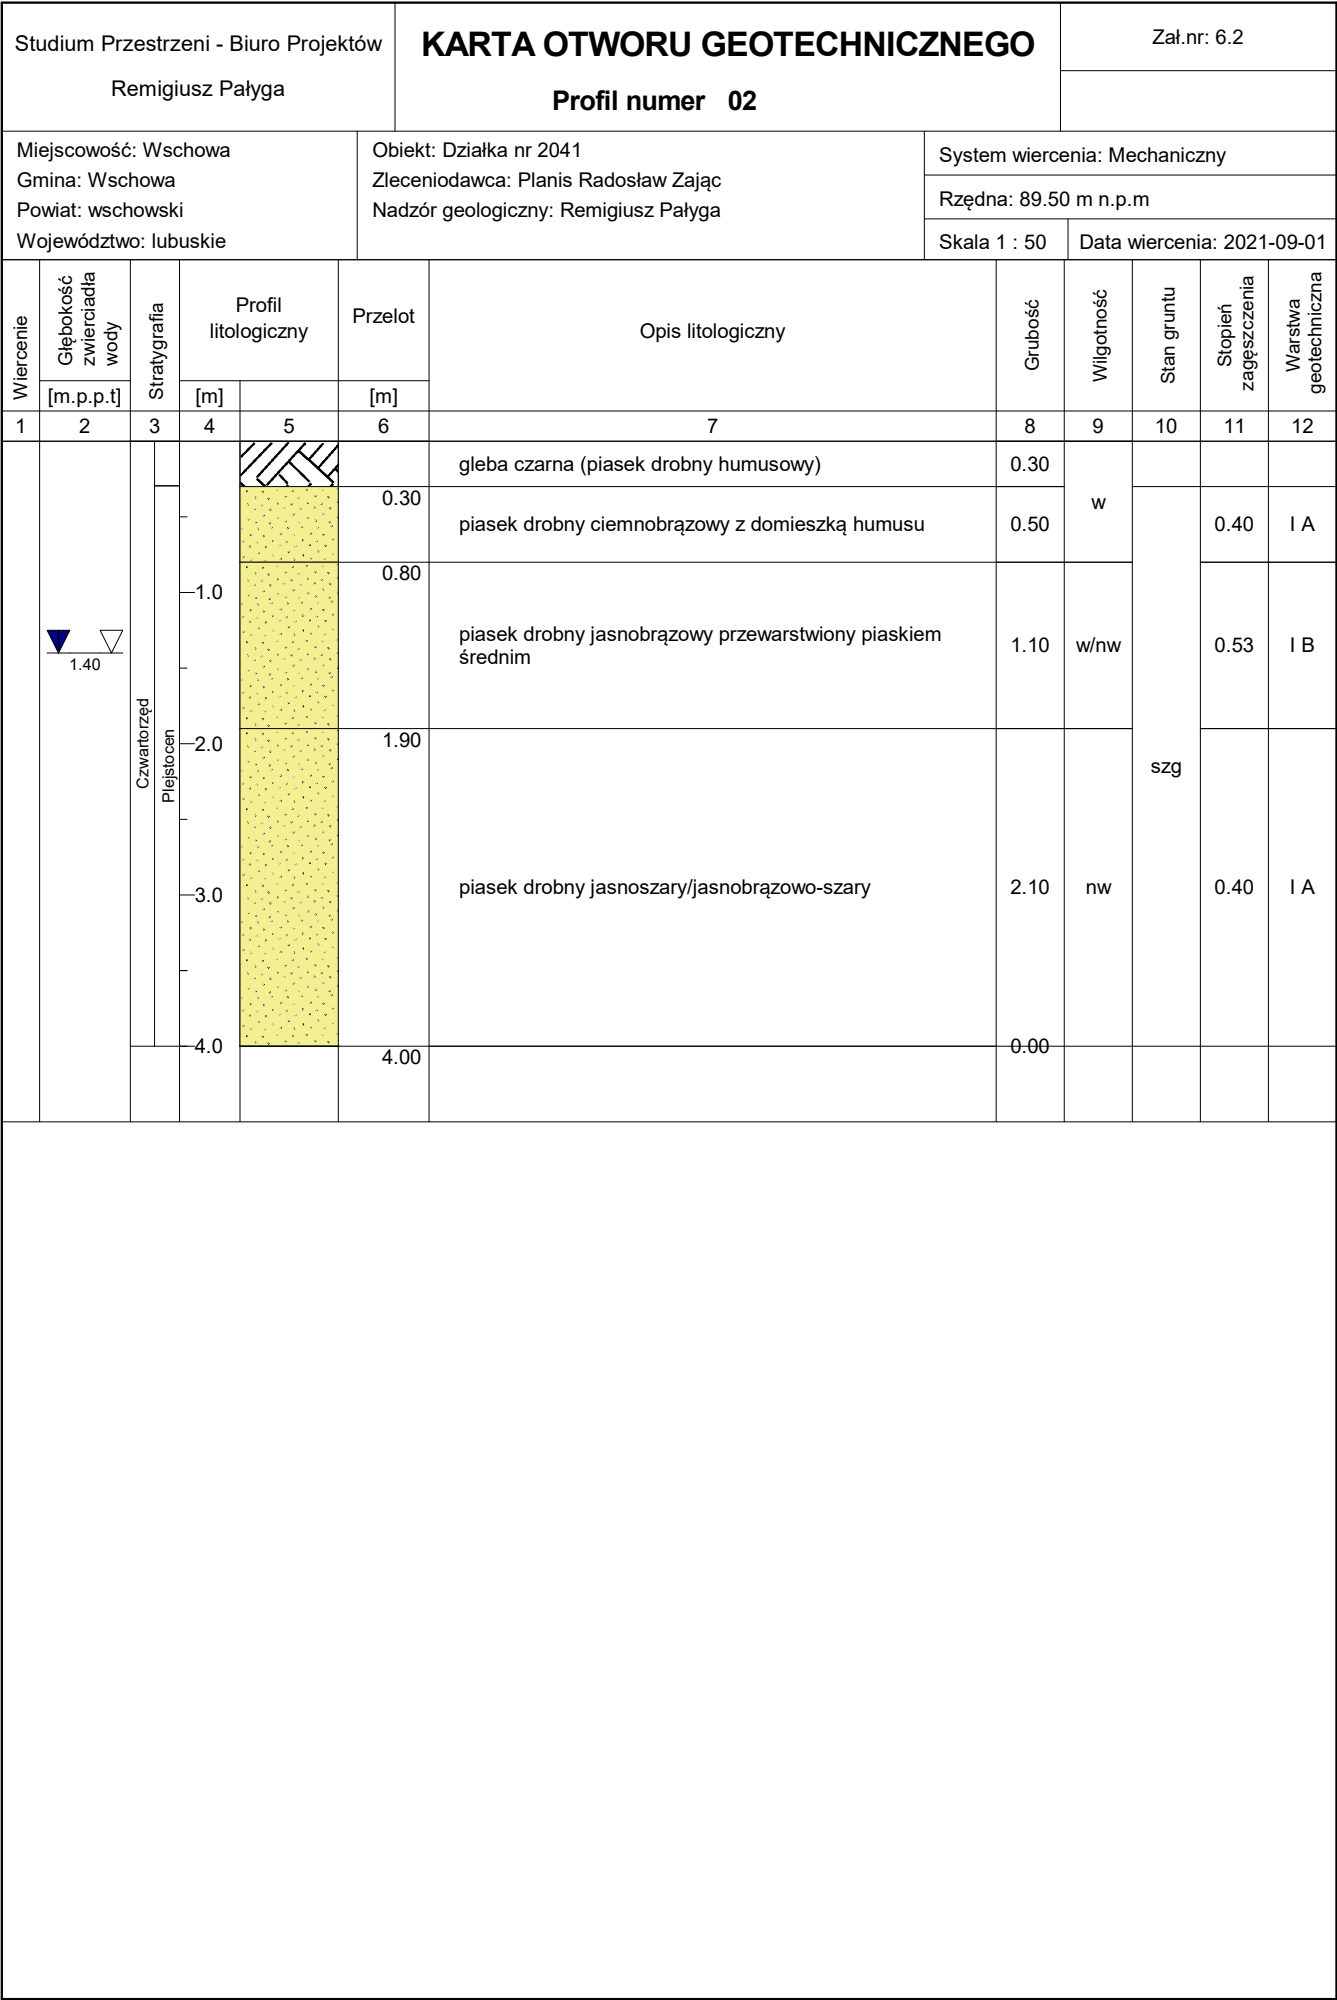 Studium Przestrzeni - Biuro Projektów
Remigiusz Pałyga
KARTA OTWORU GEOTECHNICZNEGO
Profil numer 02
Zał.nr: 6.2
Miejscowość: Wschowa
Gmina: Wschowa
Powiat: wschowski
Województwo: lubuskie
Obiekt: Działka nr 2041
Zleceniodawca: Planis Radosław Zając
Nadzór geologiczny: Remigiusz Pałyga
System wiercenia: Mechaniczny
Rzędna: 89.50 m n.p.m
Skala 1 : 50
Data wiercenia: 2021-09-01
Wiercenie
Głębokość
zwierciadła
wody
[m.p.p.t]
Stratygrafia
Profil
litologiczny
[m]
Przelot
[m]
Opis litologiczny
Grubość
Wilgotność
Stan gruntu
Stopień
zagęszczenia
Warstwa
geotechniczna
1 2 3 4 5 6 7 8 9 10 11 12
gleba czarna (piasek drobny humusowy) 0.30
w
0.30
piasek drobny ciemnobrązowy z domieszką humusu 0.50 0.40 I A
0.80
1.0
piasek drobny jasnobrązowy przewarstwiony piaskiem
średnim
1.10 w/nw 0.53 I B
1.40
Czwartorzęd
Plejstocen
1.90
2.0
szg
3.0
piasek drobny jasnoszary/jasnobrązowo-szary 2.10 nw 0.40 I A
4.0
4.00
0.00